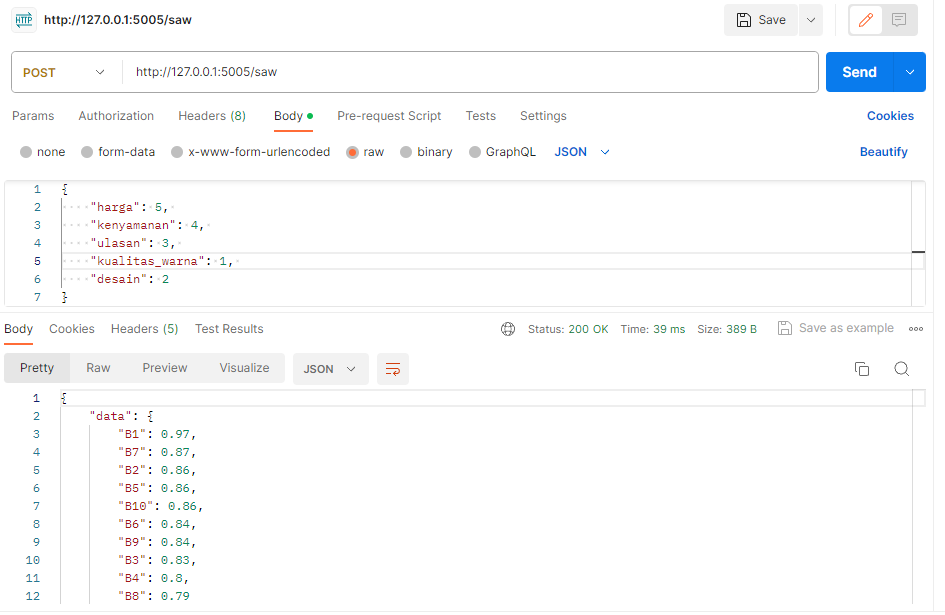 HTTP http://127.0.0.1:5005/saw Save
POST http://127.0.0.1:5005/saw Send
Params Authorization Headers (8) Body Pre-request Script Tests Settings Cookies
none form-data x-www-form-urlencoded raw binary GraphQL JSON Beautify
1 {
2 "harga": 5,
3 "kenyamanan": 4,
4 "ulasan": 3,
5 "kualitas_warna": 1,
6 "desain": 2
7 }
Body Cookies Headers (5) Test Results Status: 200 OK Time: 39 ms Size: 389 B Save as example
Pretty Raw Preview Visualize JSON
1 {
2 "data": {
3 "B1": 0.97,
4 "B7": 0.87,
5 "B2": 0.86,
6 "B5": 0.86,
7 "B10": 0.86,
8 "B6": 0.84,
9 "B9": 0.84,
10 "B3": 0.83,
11 "B4": 0.8,
12 "B8": 0.79